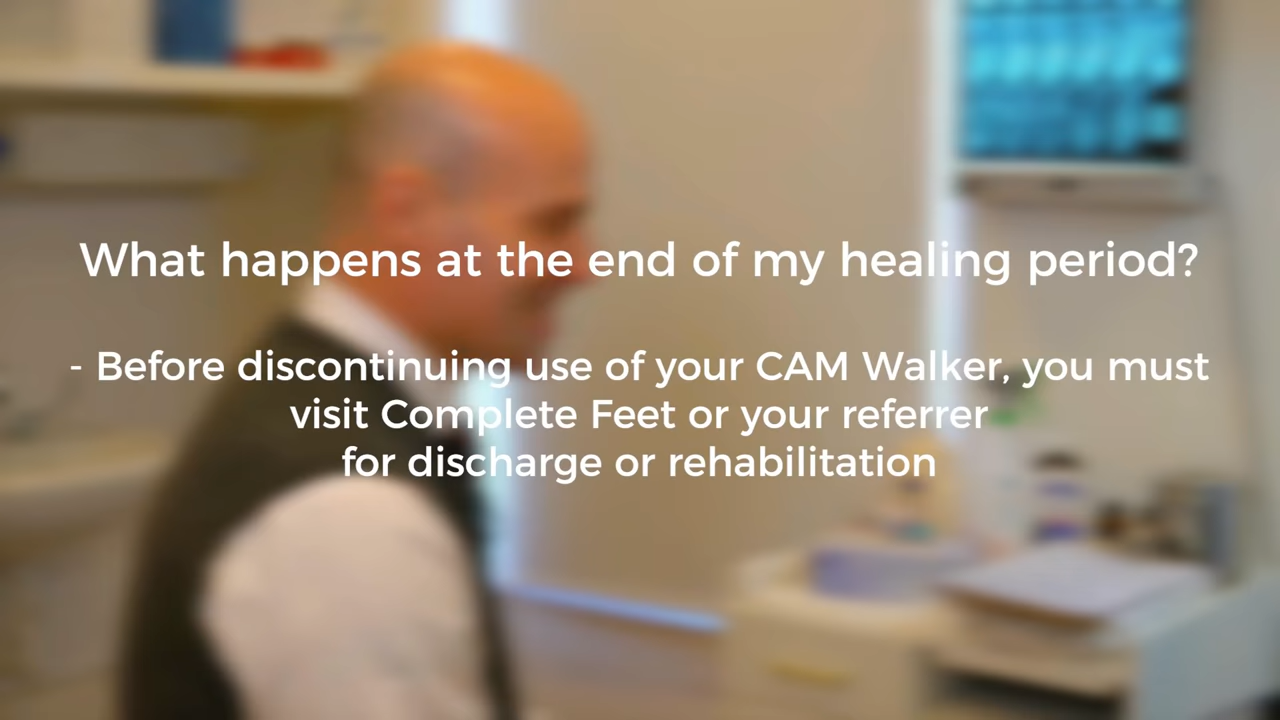 What happens at the end of my healing period?
- Before discontinuing use of your CAM Walker, you must
visit Complete Feet or your referrer
for discharge or rehabilitation